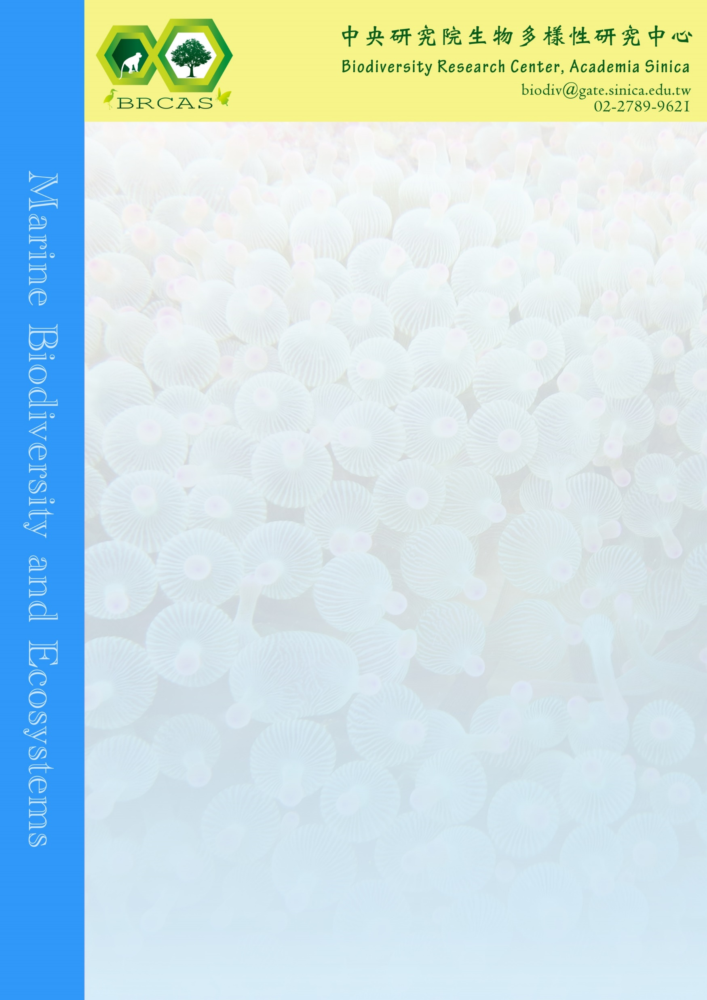 BRCAS
中央研究院生物多樣性研究中心
Biodiversity Research Center, Academia Sinica
biodiv@gate.sinica.edu.tw
02-2789-9621
Marine Biodiversity and Ecosystems